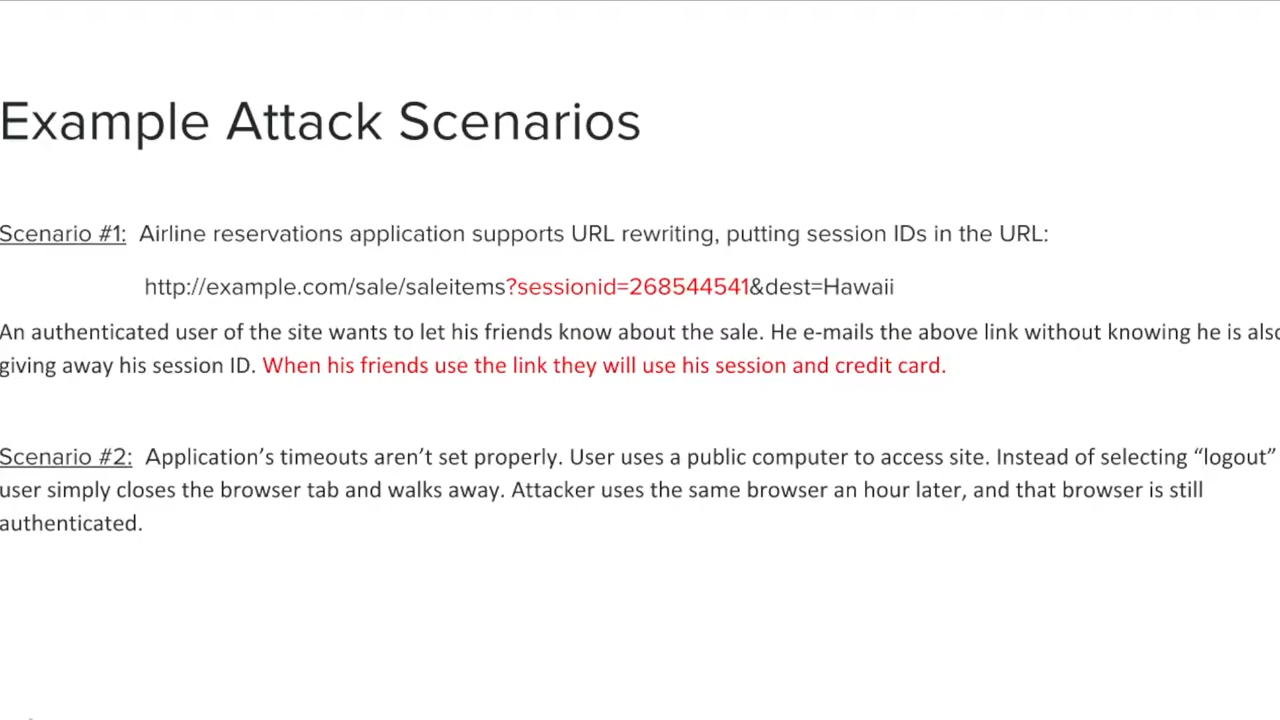 Example Attack Scenarios
Scenario #1: Airline reservations application supports URL rewriting, putting session IDs in the URL:
http://example.com/sale/saleitems?sessionid=268544541&dest=Hawaii
An authenticated user of the site wants to let his friends know about the sale. He e-mails the above link without knowing he is also
giving away his session ID. When his friends use the link they will use his session and credit card.
Scenario #2: Application’s timeouts aren’t set properly. User uses a public computer to access site. Instead of selecting “logout”
user simply closes the browser tab and walks away. Attacker uses the same browser an hour later, and that browser is still
authenticated.